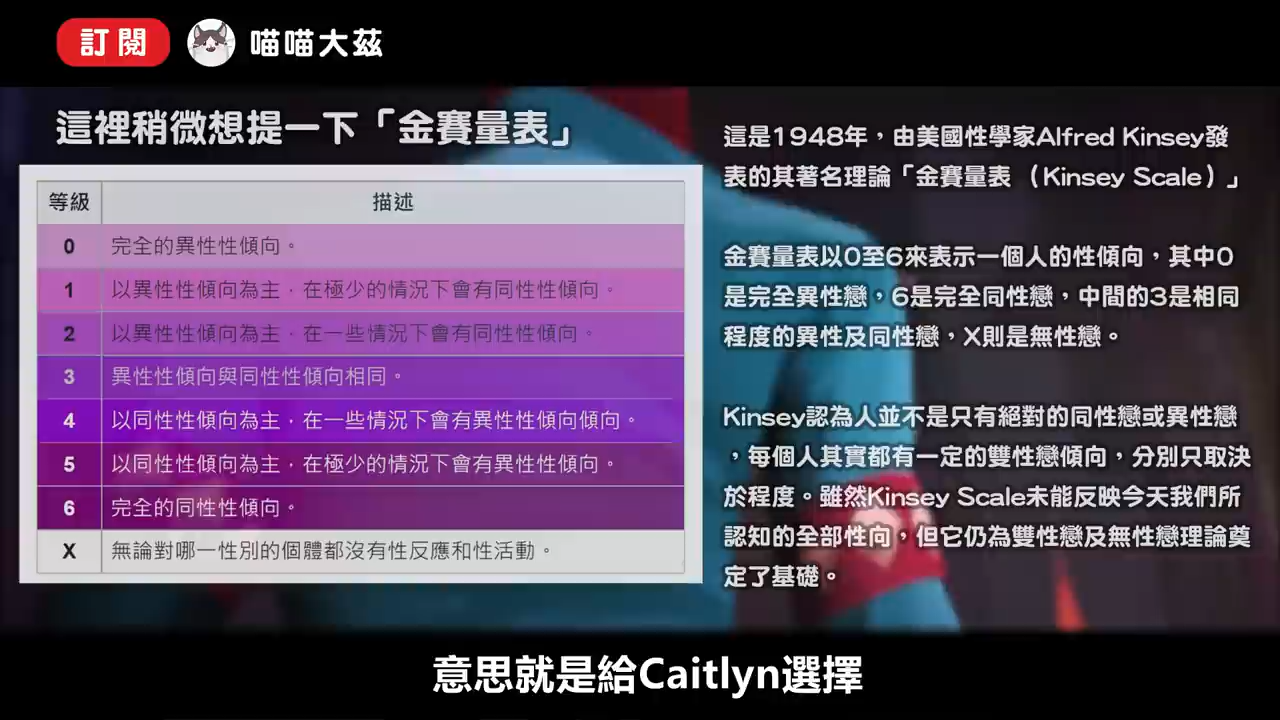 訂閱 喵喵大茲
這裡稍微想提一下「金賽量表」
等級 描述
0 完全的異性性傾向。
1 以異性性傾向為主，在極少的情況下會有同性性傾向。
2 以異性性傾向為主，在一些情況下會有同性性傾向。
3 異性性傾向與同性性傾向相同。
4 以同性性傾向為主，在一些情況下會有異性性傾向傾向。
5 以同性性傾向為主，在極少的情況下會有異性性傾向。
6 完全的同性性傾向。
X 無論對哪一性別的個體都沒有性反應和性活動。
這是1948年，由美國性學家Alfred Kinsey發
表的其著名理論「金賽量表 （Kinsey Scale）」
金賽量表以0至6來表示一個人的性傾向，其中0
是完全異性戀，6是完全同性戀，中間的3是相同
程度的異性及同性戀，X則是無性戀。
Kinsey認為人並不是只有絕對的同性戀或異性戀
，每個人其實都有一定的雙性戀傾向，分別只取決
於程度。雖然Kinsey Scale未能反映今天我們所
認知的全部性向，但它仍為雙性戀及無性戀理論奠
定了基礎。
意思就是給Caitlyn選擇